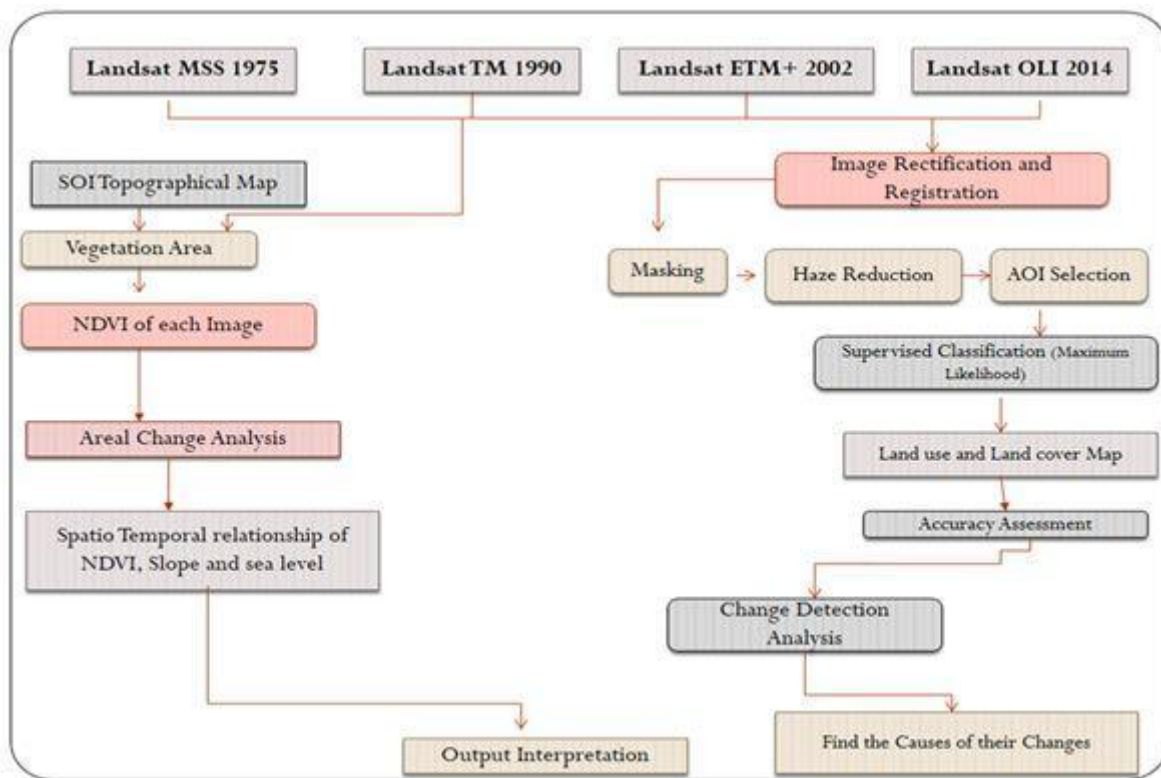 Landsat MSS 1975
Landsat TM 1990
Landsat ETM+ 2002
Landsat OLI 2014
SOI Topographical Map
Image Rectification and
Registration
Vegetation Area
Masking
Haze Reduction
AOI Selection
NDVI of each Image
Supervised Classification (Maximum
Likelihood)
Areal Change Analysis
Land use and Land cover Map
Spatio Temporal relationship of
NDVI, Slope and sea level
Accuracy Assessment
Change Detection
Analysis
Output Interpretation
Find the Causes of their Changes